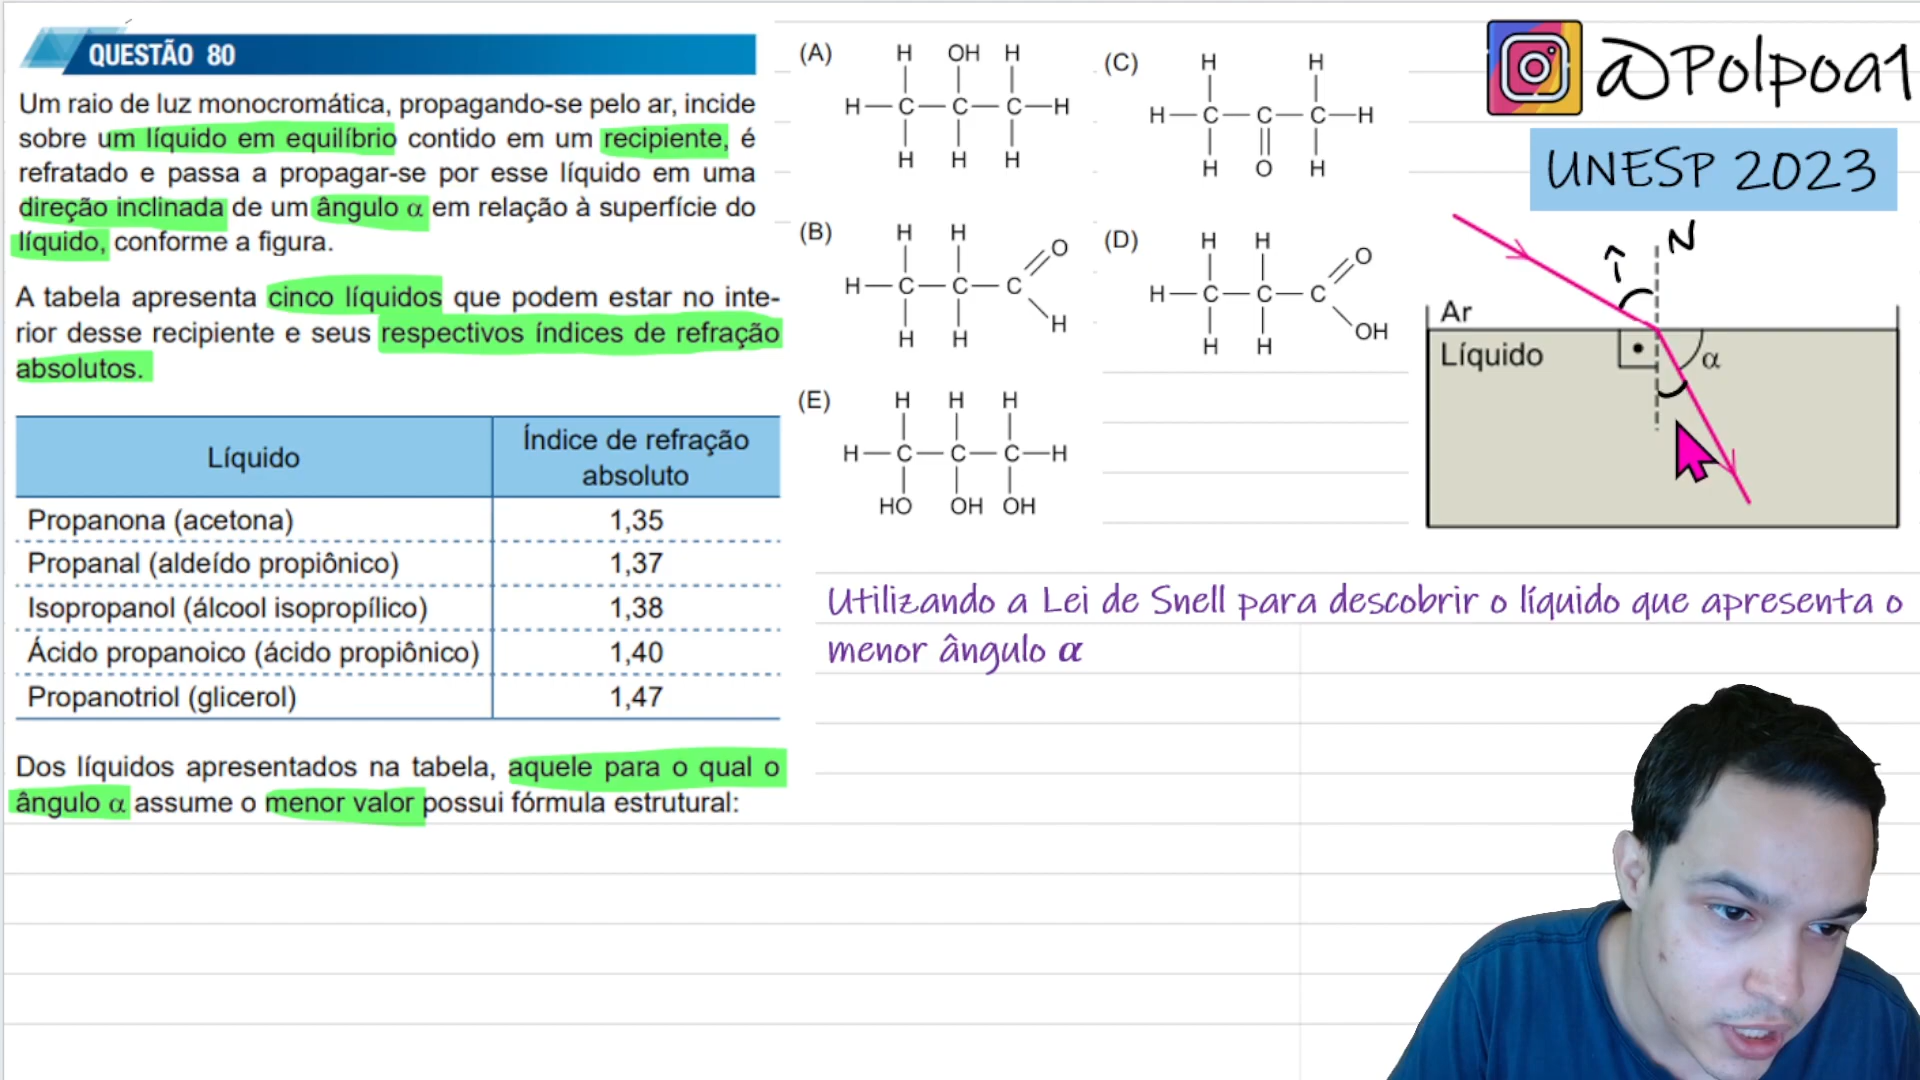 QUESTÃO 80
Um raio de luz monocromática, propagando-se pelo ar, incide
sobre um líquido em equilíbrio contido em um recipiente, é
refratado e passa a propagar-se por esse líquido em uma
direção inclinada de um ângulo α em relação à superfície do
líquido, conforme a figura.
A tabela apresenta cinco líquidos que podem estar no inte-
rior desse recipiente e seus respectivos índices de refração
absolutos.
Líquido
Índice de refração
absoluto
Propanona (acetona) 1,35
Propanal (aldeído propiônico) 1,37
Isopropanol (álcool isopropílico) 1,38
Ácido propanoico (ácido propiônico) 1,40
Propanotriol (glicerol) 1,47
Dos líquidos apresentados na tabela, aquele para o qual o
ângulo α assume o menor valor possui fórmula estrutural:
(A)
H OH H
H C C C H
H H H
(B)
H H O
H C C C
H H H
(E)
H H H
H C C C H
HO OH OH
(C)
H H
H C C C H
H O H
(D)
H H O
H C C C
H H OH
@Polpoa1
UNESP 2023
N
î
Ar
Líquido
α
Utilizando a Lei de Snell para descobrir o líquido que apresenta o
menor ângulo α